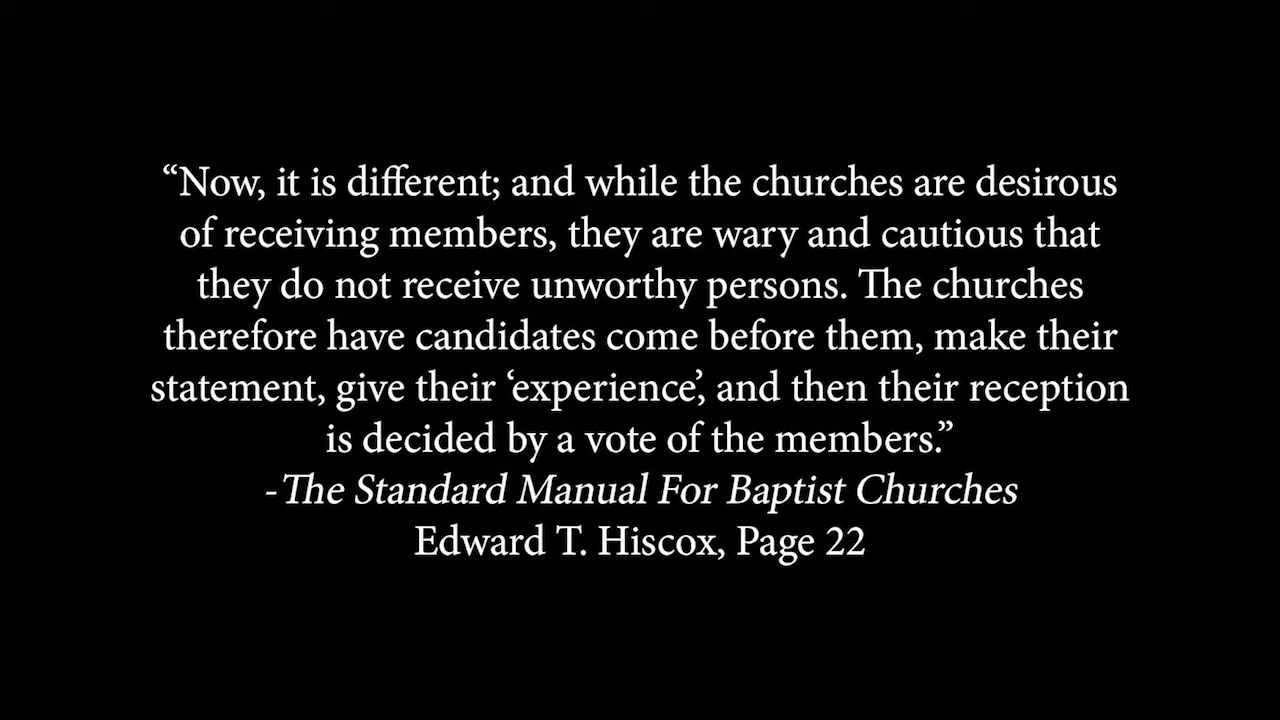 “Now, it is different; and while the churches are desirous
of receiving members, they are wary and cautious that
they do not receive unworthy persons. The churches
therefore have candidates come before them, make their
statement, give their ‘experience’, and then their reception
is decided by a vote of the members.”
-The Standard Manual For Baptist Churches
Edward T. Hiscox, Page 22